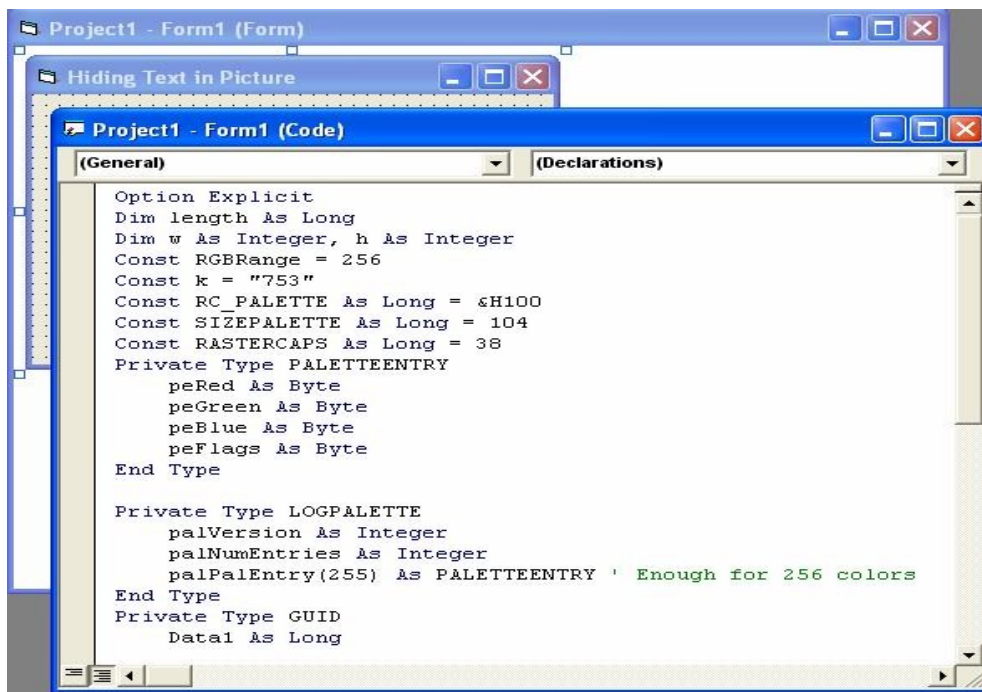 Project1 - Form1 (Form)
Hiding Text in Picture
Project1 - Form1 (Code)
(General)
(Declarations)
Option Explicit
Dim length As Long
Dim w As Integer, h As Integer
Const RGBRange = 256
Const k = "753"
Const RC_PALETTE As Long = &H100
Const SIZEPALETTE As Long = 104
Const RASTERCAPS As Long = 38
Private Type PALETTEENTRY
    peRed As Byte
    peGreen As Byte
    peBlue As Byte
    peFlags As Byte
End Type

Private Type LOGPALETTE
    palVersion As Integer
    palNumEntries As Integer
    palPalEntry(255) As PALETTEENTRY ' Enough for 256 colors
End Type
Private Type GUID
    Data1 As Long